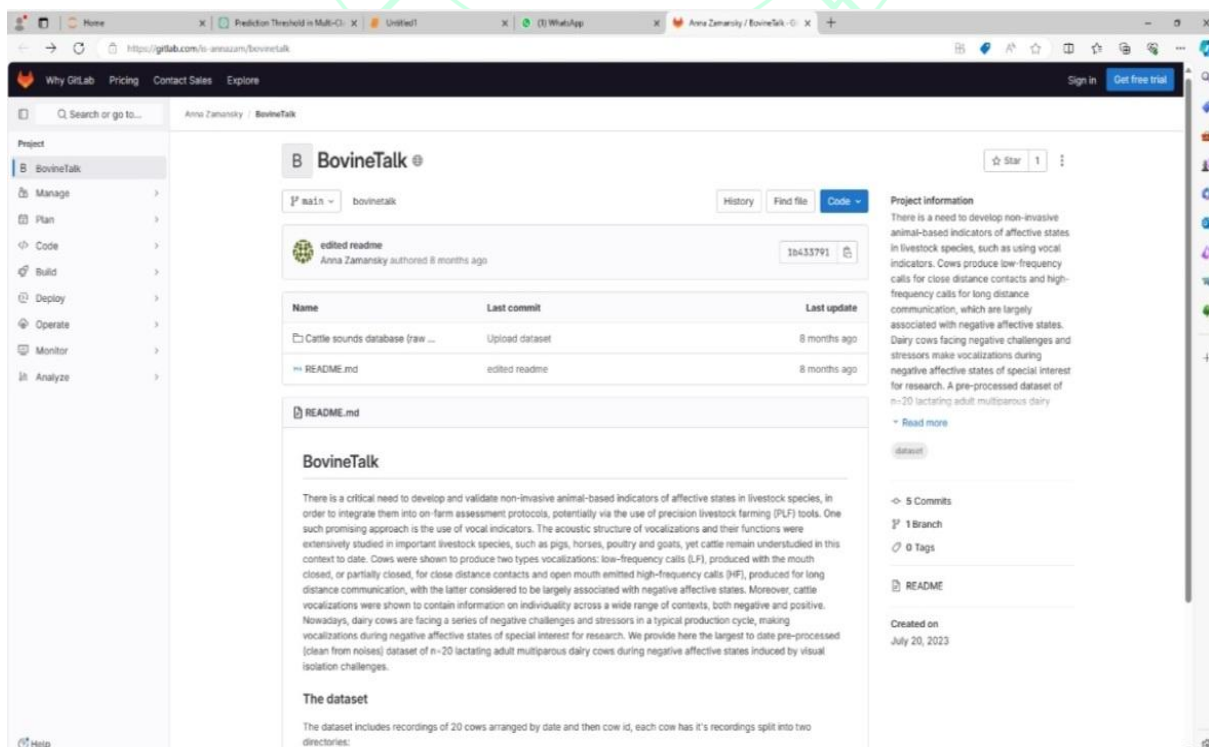 Home
Prediction Threshold in Multi-Cl
Untitled1
(1) WhatsApp
Anna Zamansky / BovineTalk · Gi
https://gitlab.com/is-annazam/bovinetalk
Why GitLab Pricing Contact Sales Explore
Sign in Get free trial
Search or go to...
Anna Zamansky / BovineTalk
Project
B BovineTalk
Manage
Plan
Code
Build
Deploy
Operate
Monitor
Analyze
Help
B BovineTalk
Star 1
main bovinetalk
History Find file Code
edited readme
Anna Zamansky authored 8 months ago
1b433791
Name Last commit Last update
Cattle sounds database (raw ... Upload dataset 8 months ago
README.md edited readme 8 months ago
README.md
BovineTalk
There is a critical need to develop and validate non-invasive animal-based indicators of affective states in livestock species, in
order to integrate them into on-farm assessment protocols, potentially via the use of precision livestock farming (PLF) tools. One
such promising approach is the use of vocal indicators. The acoustic structure of vocalizations and their functions were
extensively studied in important livestock species, such as pigs, horses, poultry and goats, yet cattle remain understudied in this
context to date. Cows were shown to produce two types vocalizations: low-frequency calls (LF), produced with the mouth
closed, or partially closed, for close distance contacts and open mouth emitted high-frequency calls (HF), produced for long
distance communication, with the latter considered to be largely associated with negative affective states. Moreover, cattle
vocalizations were shown to contain information on individuality across a wide range of contexts, both negative and positive.
Nowadays, dairy cows are facing a series of negative challenges and stressors in a typical production cycle, making
vocalizations during negative affective states of special interest for research. We provide here the largest to date pre-processed
(clean from noises) dataset of n=20 lactating adult multiparous dairy cows during negative affective states induced by visual
isolation challenges.
The dataset
The dataset includes recordings of 20 cows arranged by date and then cow id, each cow has it's recordings split into two
directories:
Project information
There is a need to develop non-invasive
animal-based indicators of affective states
in livestock species, such as using vocal
indicators. Cows produce low-frequency
calls for close distance contacts and high-
frequency calls for long distance
communication, which are largely
associated with negative affective states.
Dairy cows facing negative challenges and
stressors make vocalizations during
negative affective states of special interest
for research. A pre-processed dataset of
n=20 lactating adult multiparous dairy
Read more
dataset
5 Commits
1 Branch
0 Tags
README
Created on
July 20, 2023